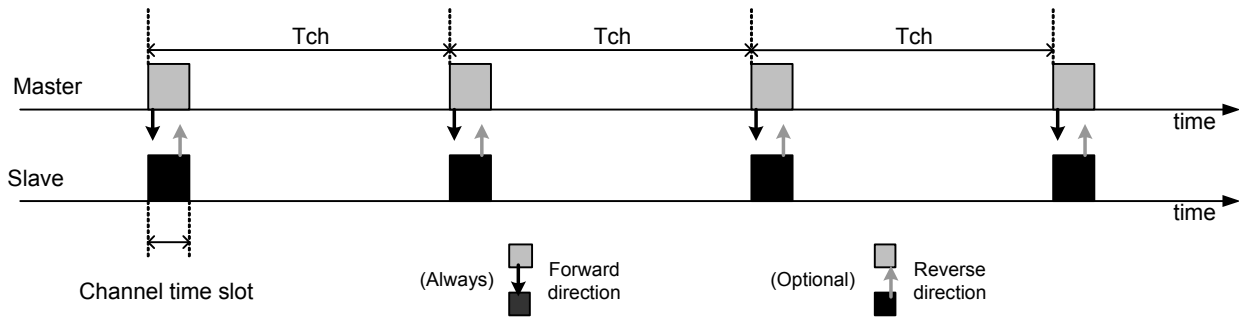 Tch Tch Tch
Master
time
Slave
time
Channel time slot
(Always) Forward direction
(Optional) Reverse direction